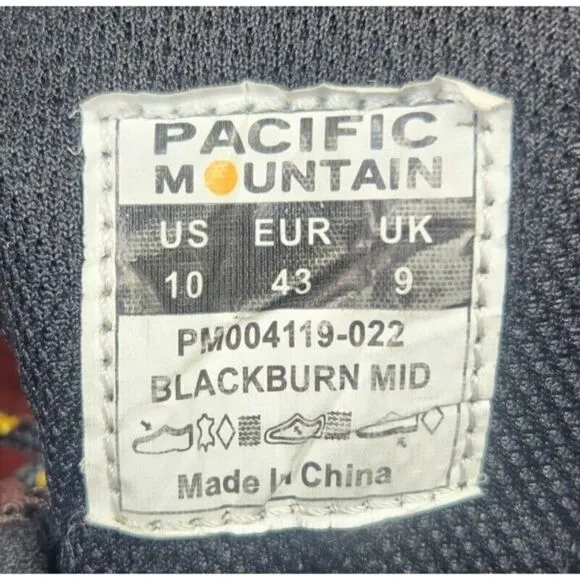 PACIFIC
MOUNTAIN
US EUR UK
10 43 9
PM004119-022
BLACKBURN MID
Made in China